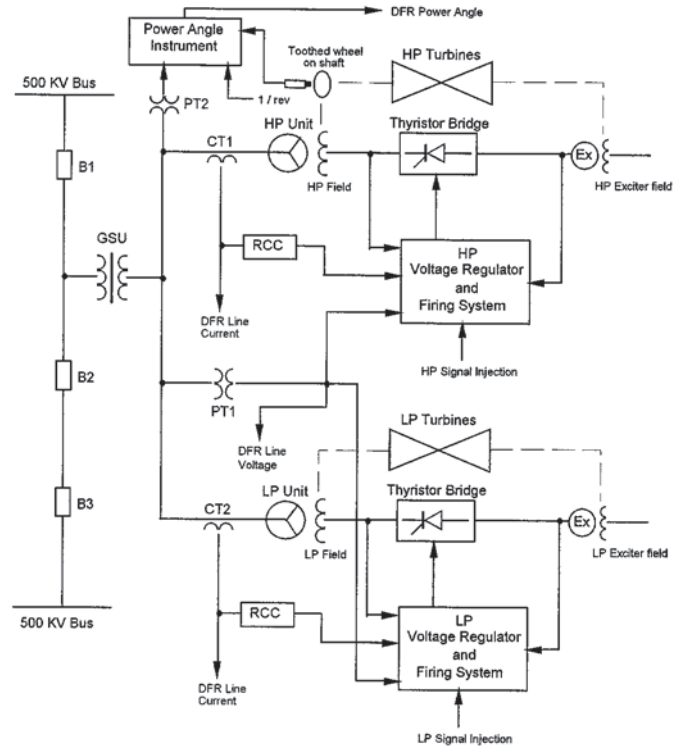 DFR Power Angle
Power Angle
Instrument
Toothed wheel
on shaft
HP Turbines
500 KV Bus
PT2
1 / rev
HP Unit
Thyristor Bridge
CT1
B1
Ex
HP Field
HP Exciter field
GSU
RCC
HP
Voltage Regulator
and
Firing System
DFR Line
Current
B2
HP Signal Injection
PT1
LP Turbines
DFR Line
Voltage
LP Unit
Thyristor Bridge
B3
CT2
Ex
LP Field
LP Exciter field
500 KV Bus
RCC
LP
Voltage Regulator
and
Firing System
DFR Line
Current
LP Signal Injection